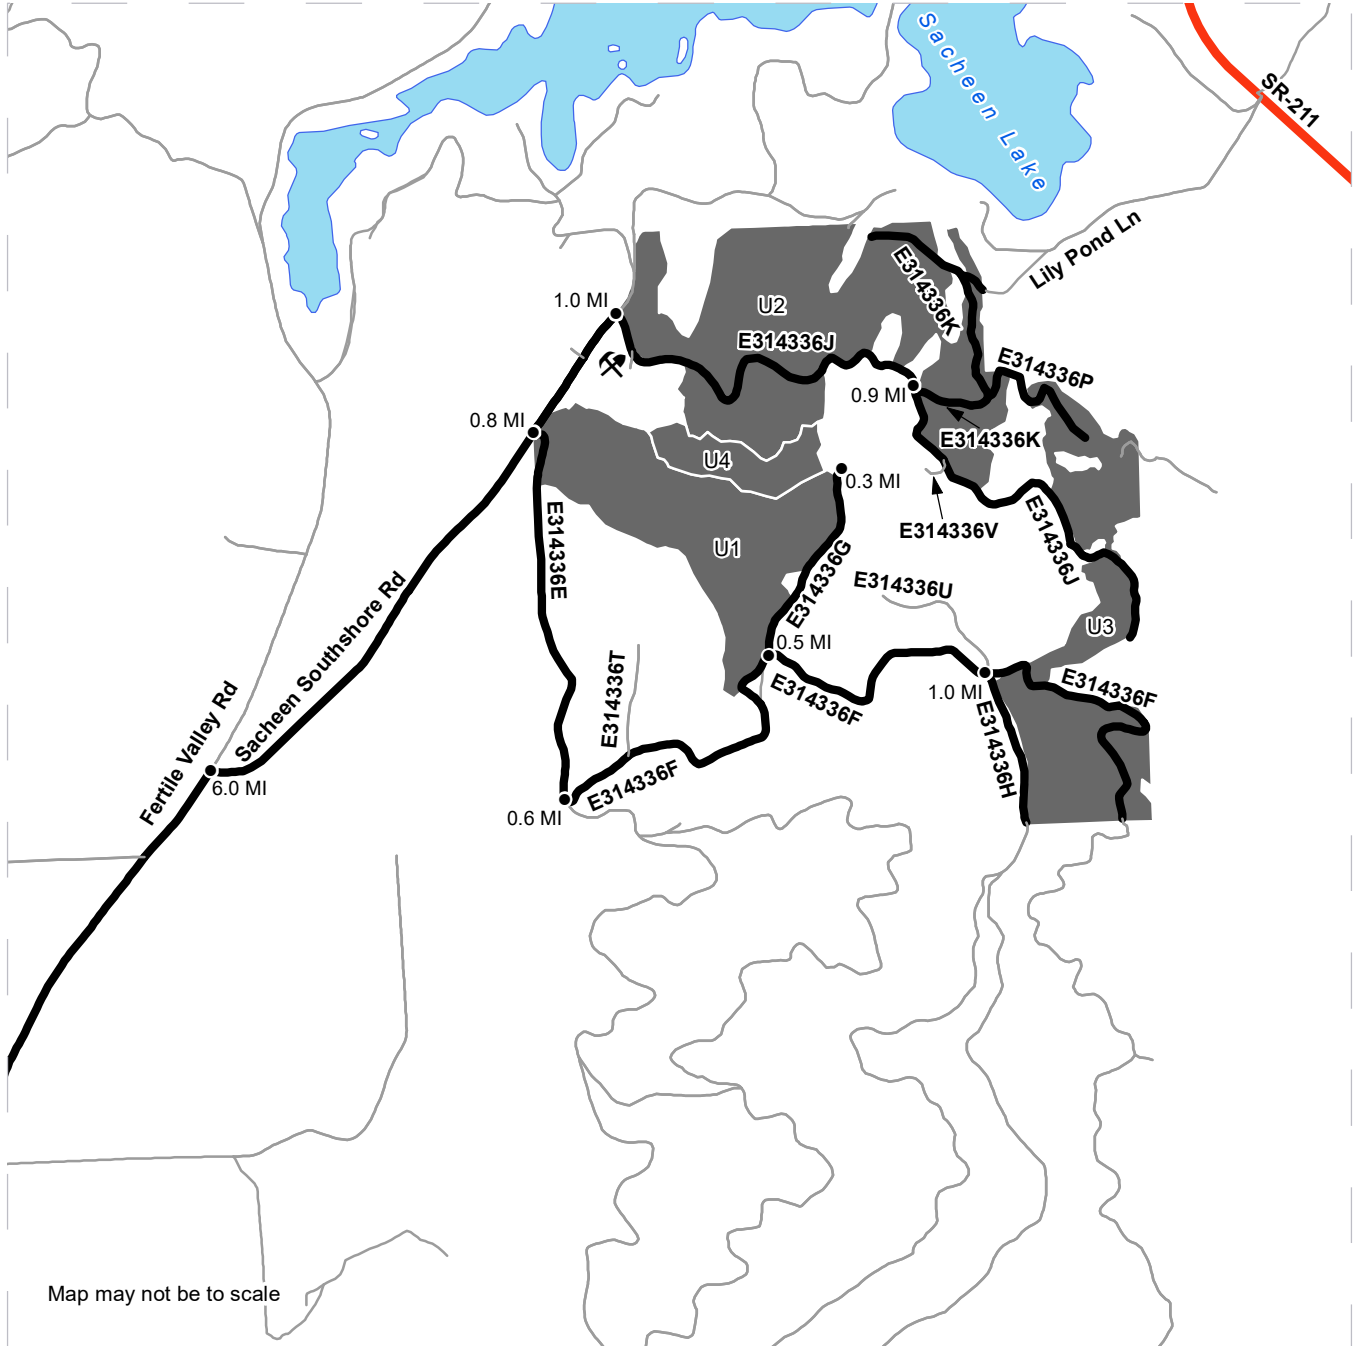 Sacheen Lake
SR-211
Lily Pond Ln
E314336K
1.0 MI
U2
E314336J
E314336P
0.9 MI
0.8 MI
E314336K
U4
0.3 MI
E314336V
E314336J
E314336E
U1
E314336G
E314336U
Sacheen Southshore Rd
U3
0.5 MI
E314336T
E314336F
1.0 MI
E314336F
Fertile Valley Rd
E314336H
6.0 MI
E314336F
0.6 MI
Map may not be to scale